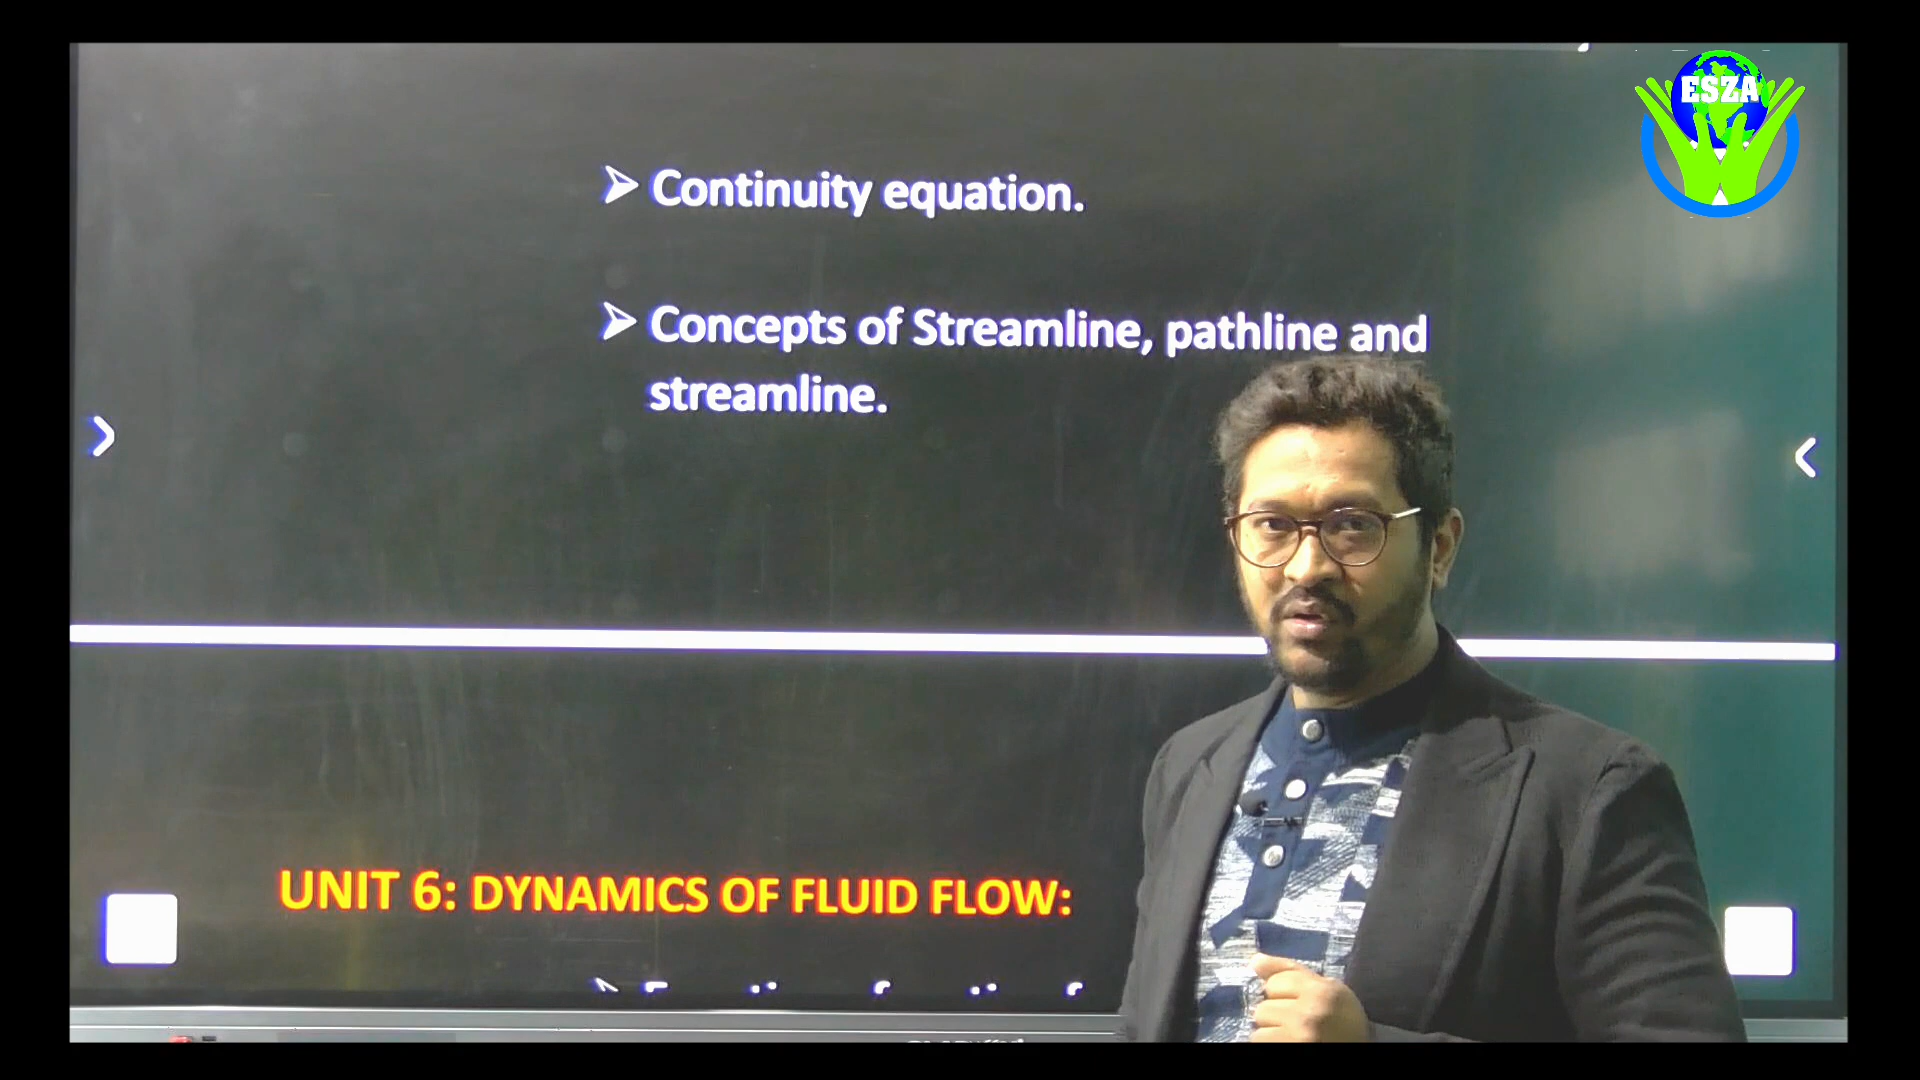 ESZA
➢ Continuity equation.
➢ Concepts of Streamline, pathline and
streamline.
UNIT 6: DYNAMICS OF FLUID FLOW: